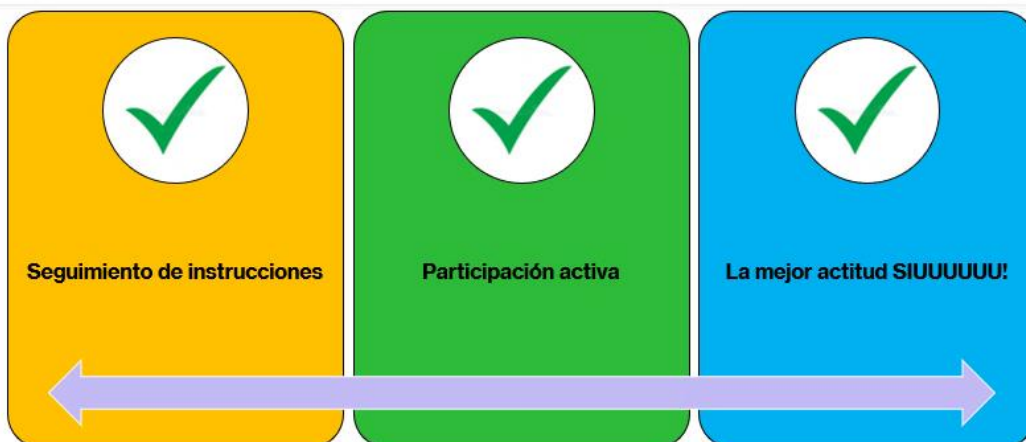 Seguimiento de instrucciones
Participación activa
La mejor actitud SIUUUUUU!